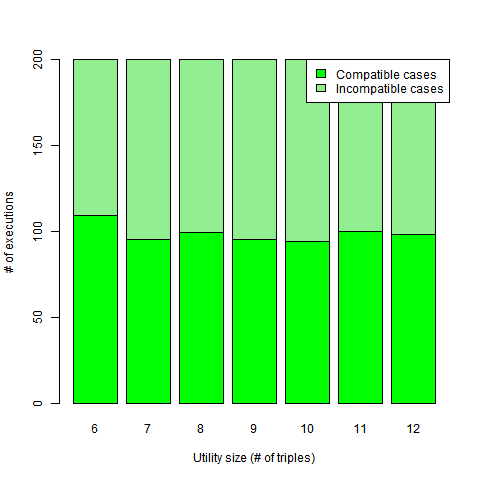 Compatible cases
Incompatible cases
# of executions
200
150
100
50
0
6 7 8 9 10 11 12
Utility size (# of triples)